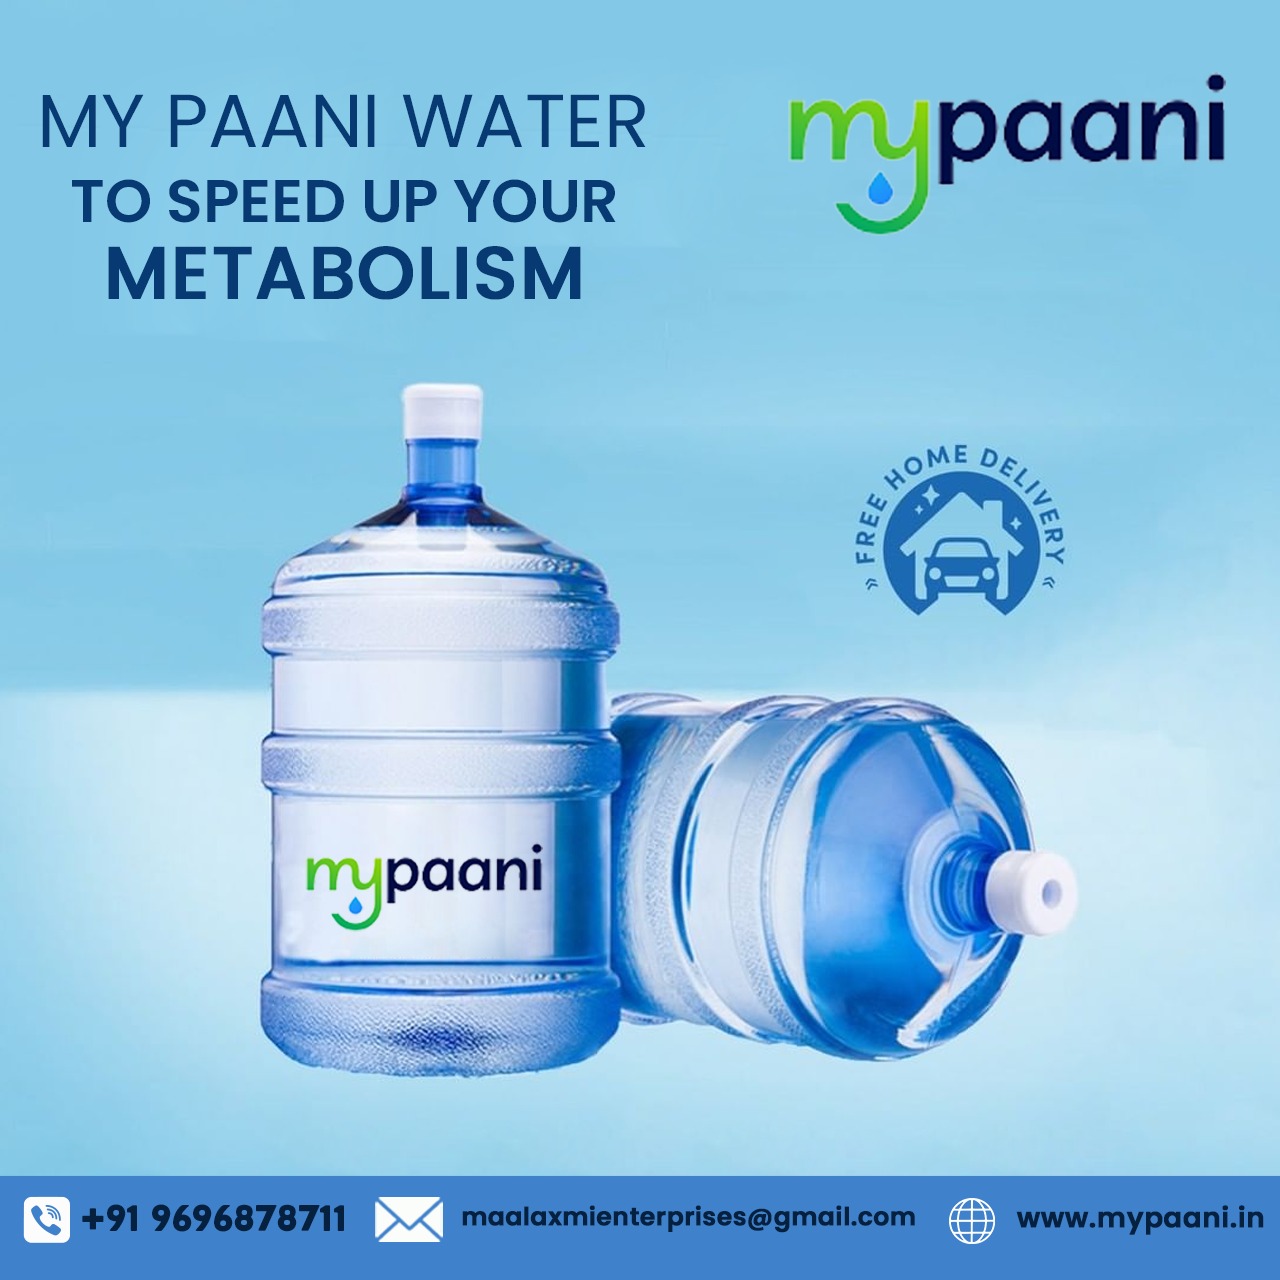 MY PAANI WATER
TO SPEED UP YOUR
METABOLISM
mypaani
FREE HOME DELIVERY
mypaani
+91 9696878711
maalaxmienterprises@gmail.com
www.mypaani.in